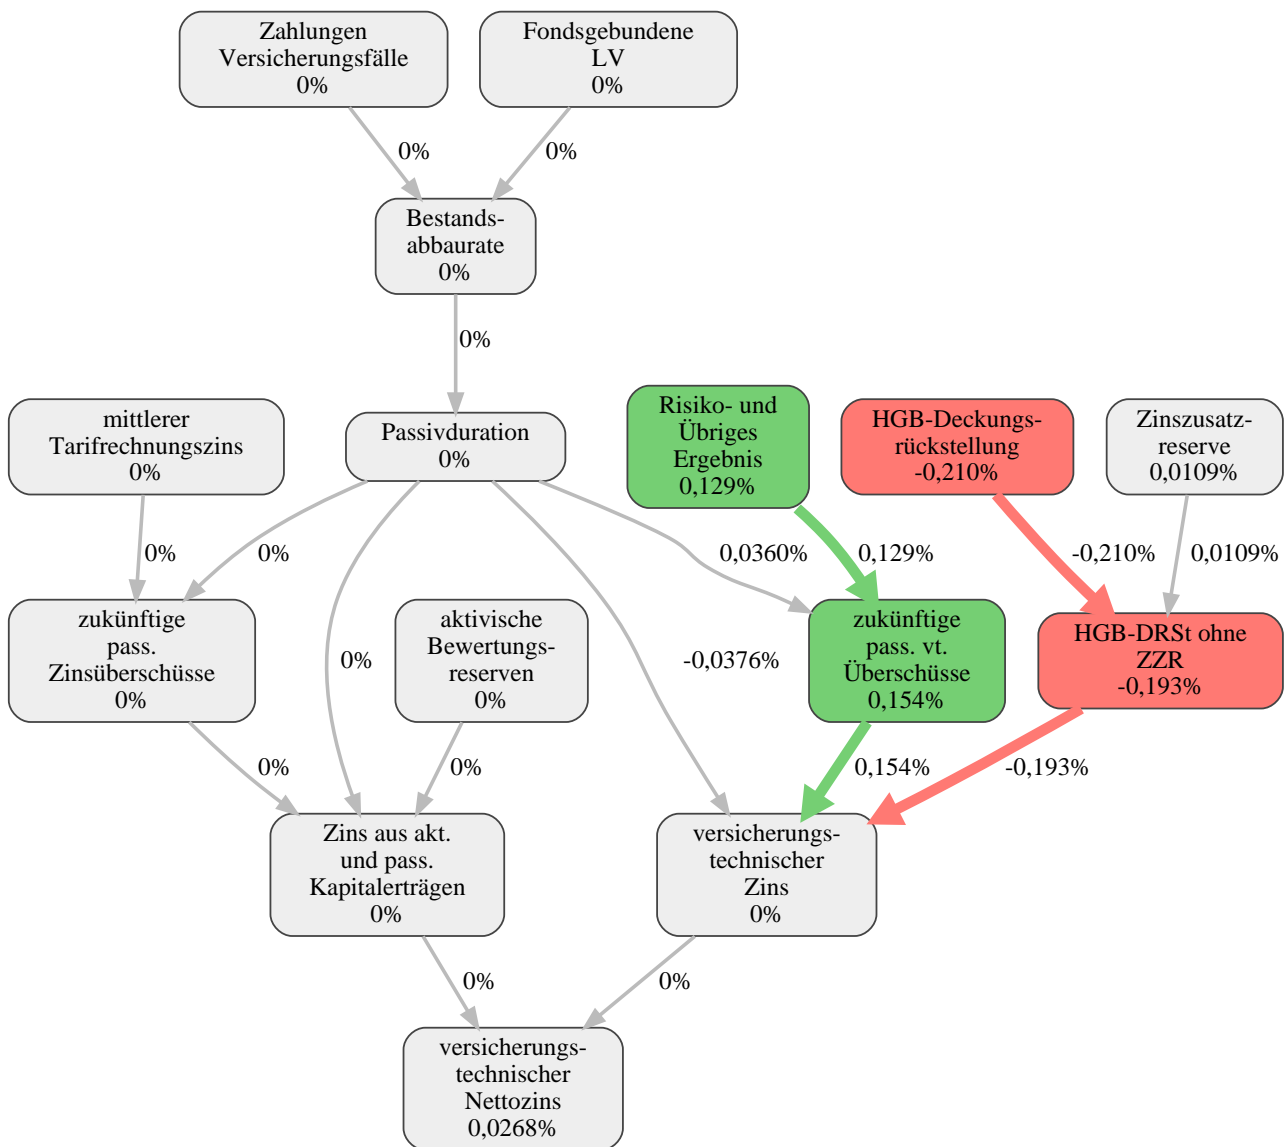 Zahlungen
Versicherungsfälle
0%
Fondsgebundene
LV
0%
0%
0%
Bestands-
abbaurate
0%
0%
mittlerer
Tarifrechnungszins
0%
Passivduration
0%
Risiko- und
Übriges
Ergebnis
0,129%
HGB-Deckungs-
rückstellung
-0,210%
Zinszusatz-
reserve
0,0109%
0%
0%
0,0360%
0,129%
-0,210%
0,0109%
zukünftige
pass.
Zinsüberschüsse
0%
0%
aktivische
Bewertungs-
reserven
0%
-0,0376%
zukünftige
pass. vt.
Überschüsse
0,154%
HGB-DRSt ohne
ZZR
-0,193%
0%
0%
0,154%
-0,193%
Zins aus akt.
und pass.
Kapitalerträgen
0%
versicherungs-
technischer
Zins
0%
0%
0%
versicherungs-
technischer
Nettozins
0,0268%